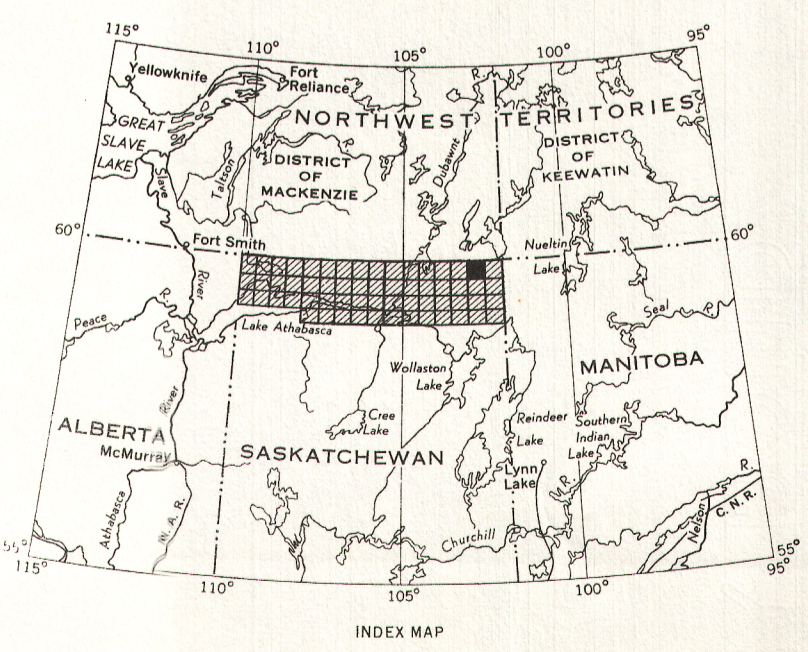 115°
110°
105°
100°
95°
Yellowknife
Fort
Reliance
R.
NORTHWEST TERRITORIES
GREAT
SLAVE
LAKE
Slave
Taltson
R.
DISTRICT
OF
MACKENZIE
Dubawnt
DISTRICT
OF
KEEWATIN
60°
Fort Smith
60°
Nueltin
Lake
River
Peace
R.
Lake Athabasca
Seal R.
Wollaston
Lake
MANITOBA
River
Cree
Lake
Reindeer
Lake
Southern
Indian
Lake
ALBERTA
McMurray
SASKATCHEWAN
Lynn
Lake
R.
R.
Athabasca
N. A. R.
Churchill
Nelson
C. N. R.
55°
115°
110°
105°
100°
55°
95°
INDEX MAP